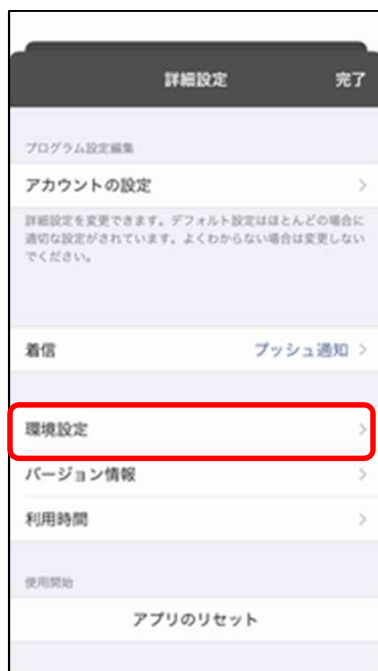 詳細設定 完了
プログラム設定編集
アカウントの設定
詳細設定を変更できます。デフォルト設定はほとんどの場合に
適切な設定がされています。よくわからない場合は変更しない
でください。
着信 プッシュ通知
環境設定
バージョン情報
利用時間
使用開始
アプリのリセット